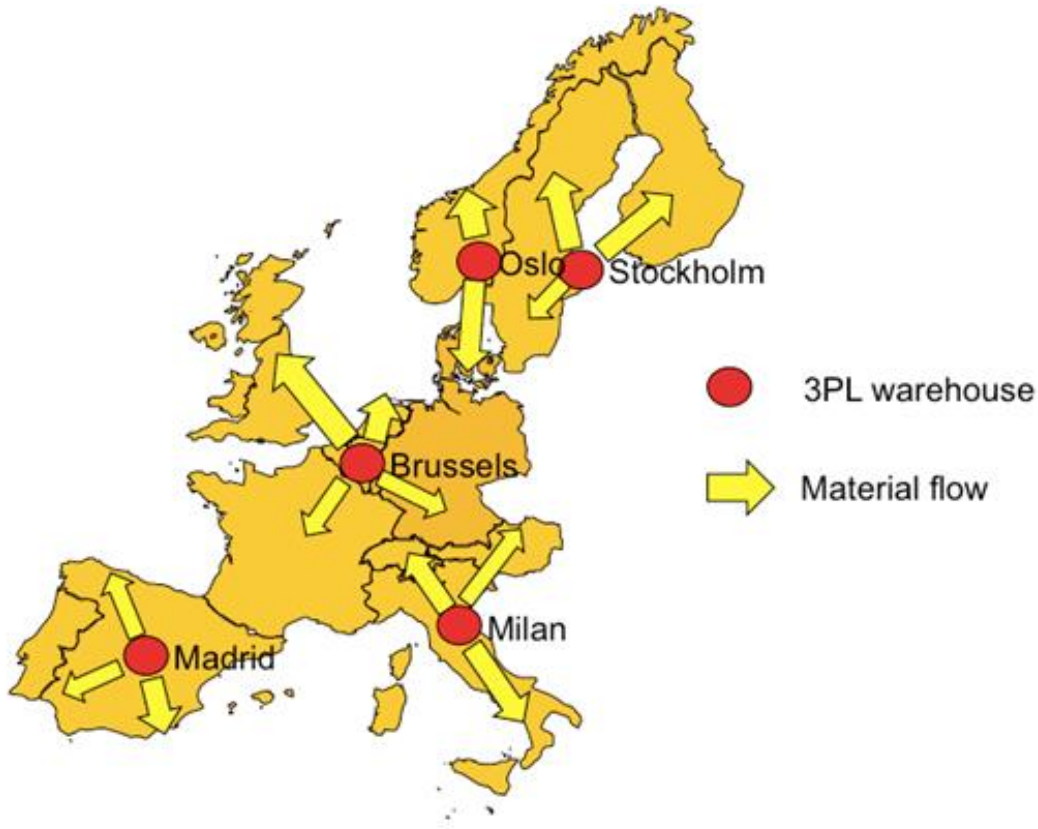 Oslo
Stockholm
3PL warehouse
Brussels
Material flow
Milan
Madrid